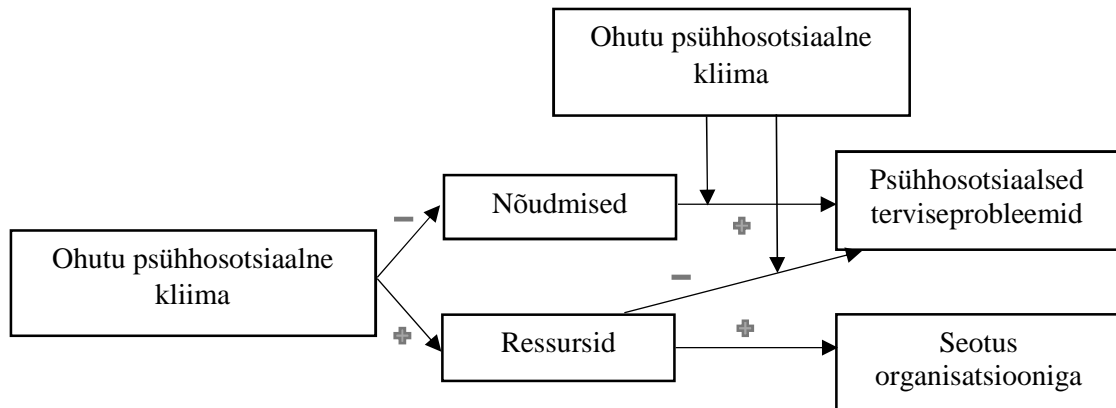 Ohutu psühhosotsiaalne
kliima
Psühhosotsiaalsed
terviseprobleemid
Nõudmised
Ohutu psühhosotsiaalne
kliima
Ressursid
Seotus
organisatsiooniga